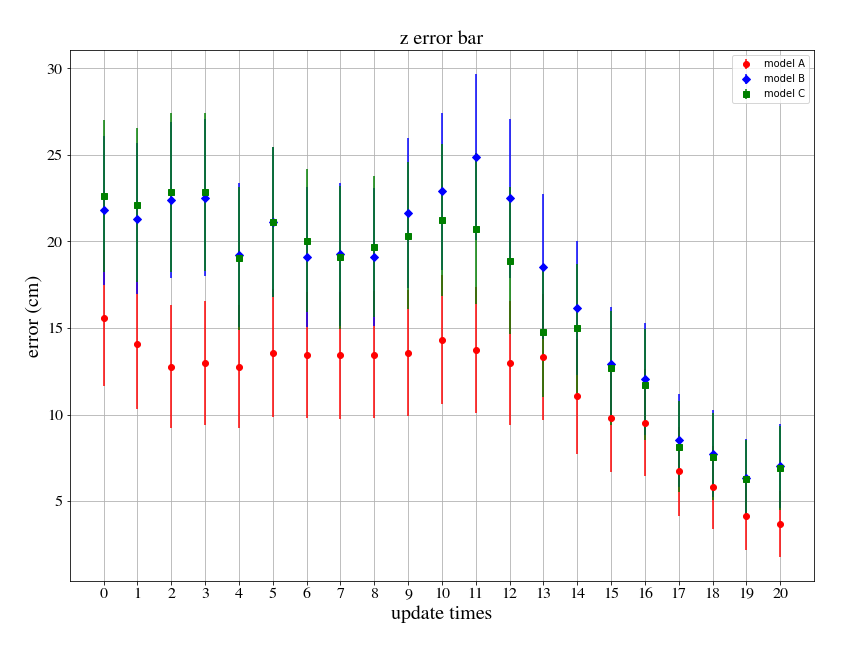 z error bar
model A
model B
model C
error (cm)
30
25
20
15
10
5
0 1 2 3 4 5 6 7 8 9 10 11 12 13 14 15 16 17 18 19 20
update times